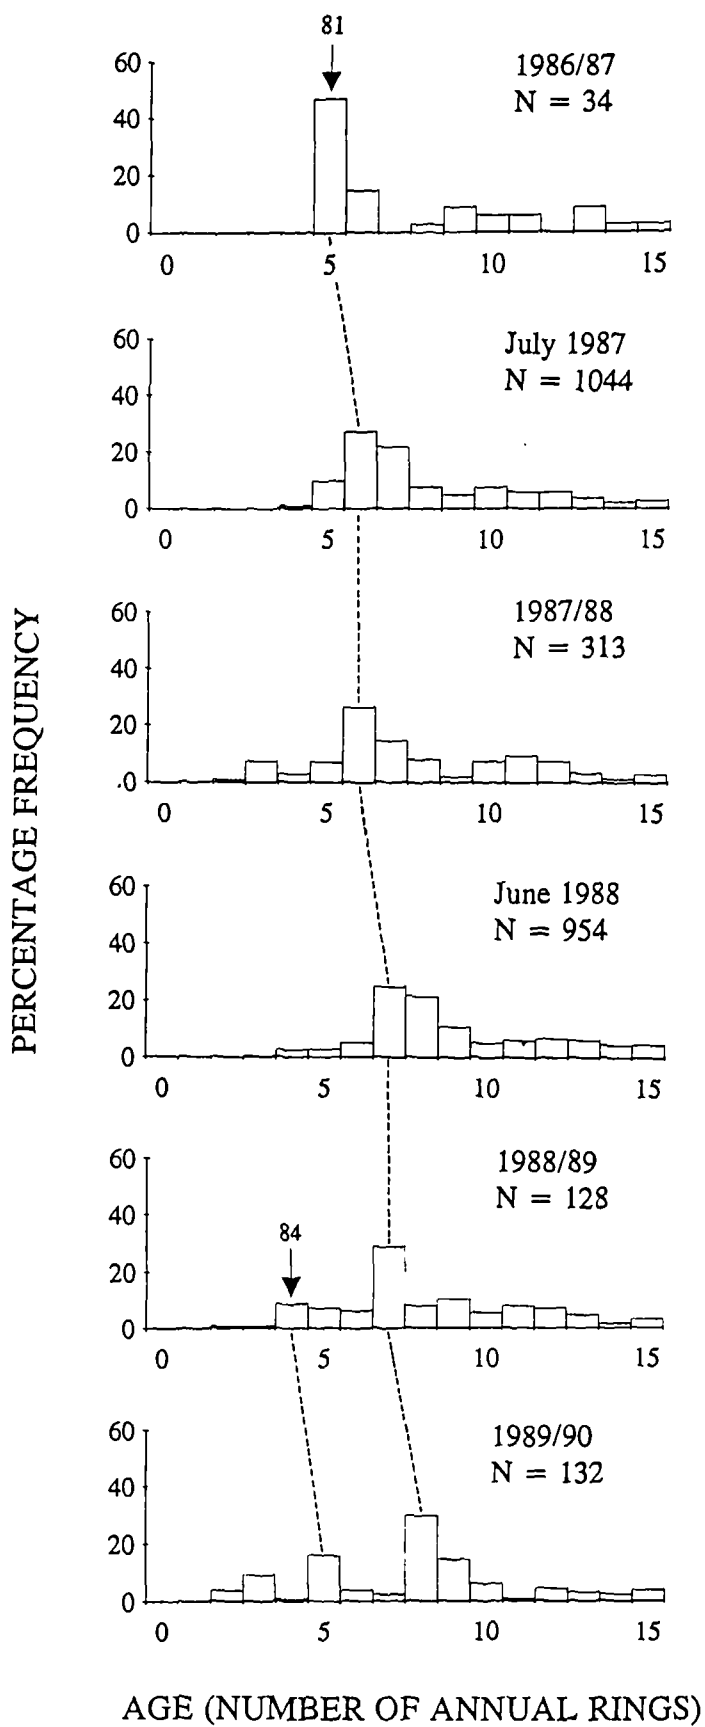 81
1986/87
N = 34
60
40
20
0
0 5 10 15
July 1987
N = 1044
60
40
20
0
0 5 10 15
1987/88
N = 313
60
40
20
.0
0 5 10 15
PERCENTAGE FREQUENCY
June 1988
N = 954
60
40
20
0
0 5 10 15
1988/89
N = 128
60
40
84
20
0
0 5 10 15
1989/90
N = 132
60
40
20
0
0 5 10 15
AGE (NUMBER OF ANNUAL RINGS)